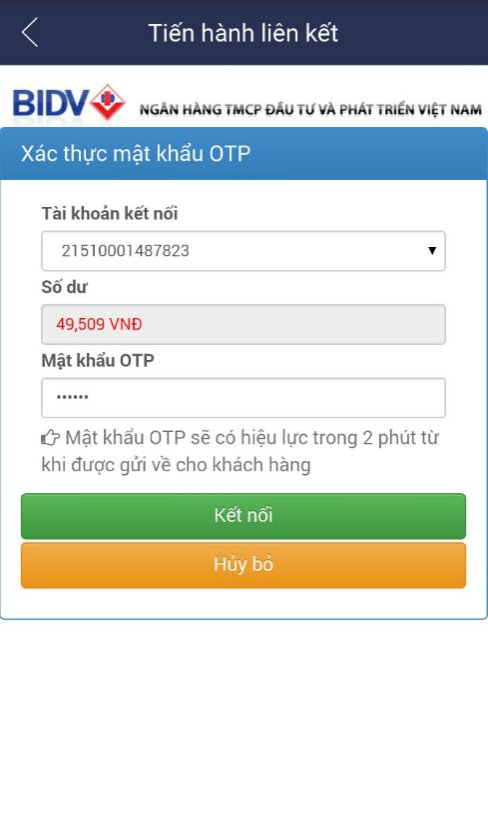 Tiến hành liên kết
BIDV NGÂN HÀNG TMCP ĐẦU TƯ VÀ PHÁT TRIỂN VIỆT NAM
Xác thực mật khẩu OTP
Tài khoản kết nối
21510001487823
Số dư
49,509 VNĐ
Mật khẩu OTP
••••••
Mật khẩu OTP sẽ có hiệu lực trong 2 phút từ
khi được gửi về cho khách hàng
Kết nối
Hủy bỏ